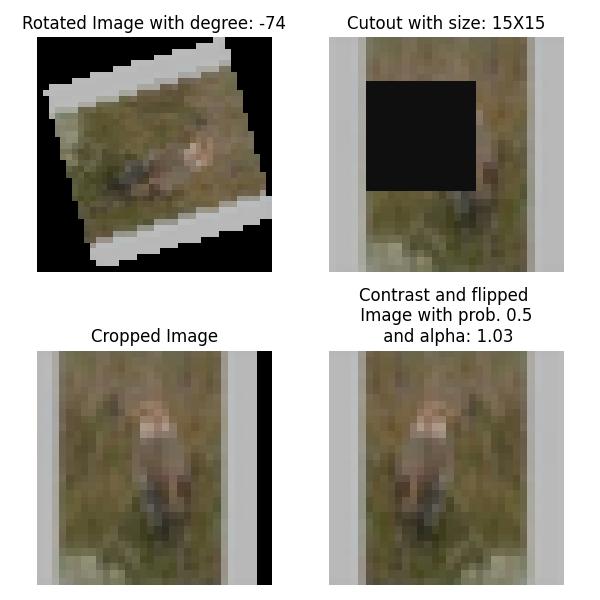 Rotated Image with degree: -74
Cutout with size: 15X15
Cropped Image
Contrast and flipped
Image with prob. 0.5
and alpha: 1.03